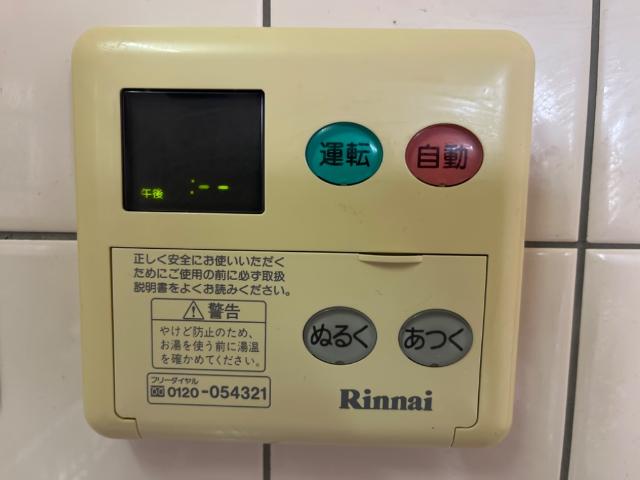 運転
自動
午後 :--
正しく安全にお使いいただく
ためにご使用の前に必ず取扱
説明書をよくお読みください。
警告
やけど防止のため、
お湯を使う前に湯温
を確かめてください。
ぬるく
あつく
フリーダイヤル
0120-054321
Rinnai